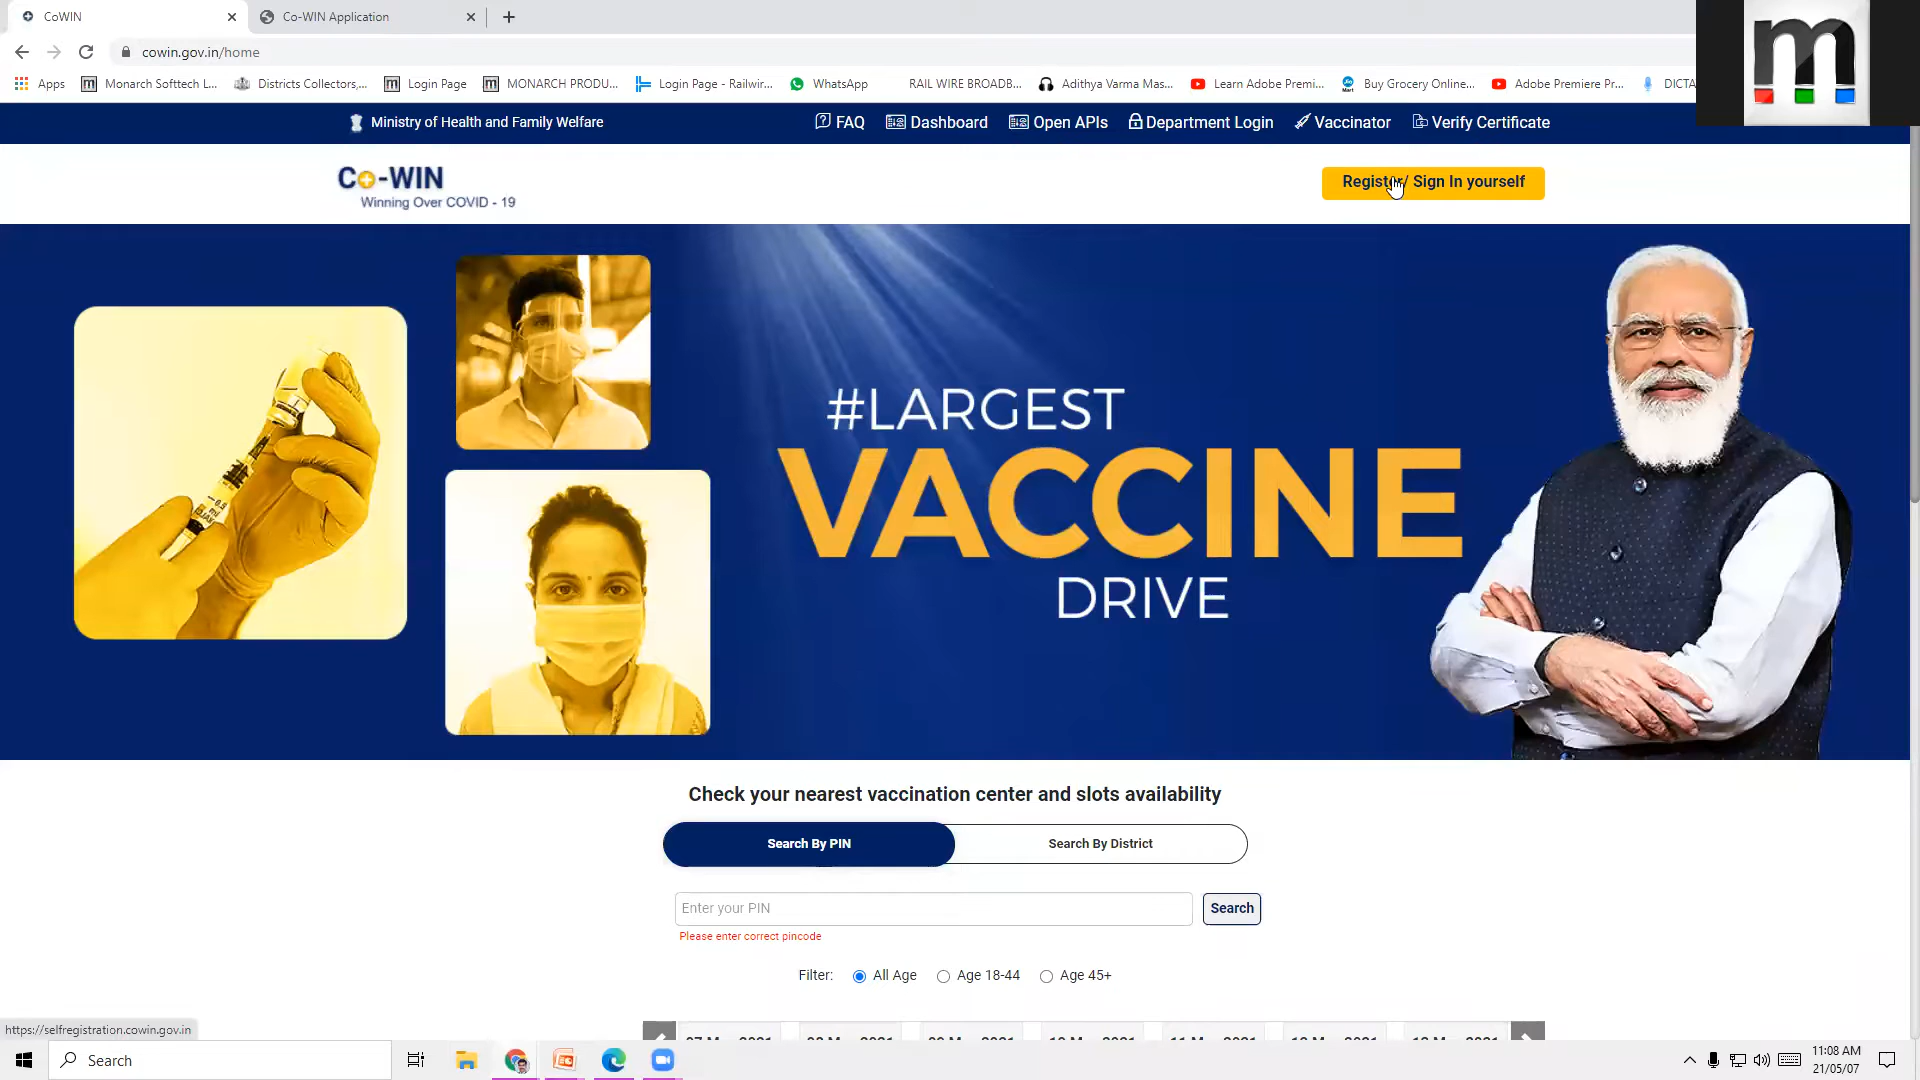 CoWIN
Co-WIN Application
cowin.gov.in/home
Apps
Monarch Softtech L...
Districts Collectors,...
Login Page
MONARCH PRODU...
Login Page - Railwir...
WhatsApp
RAIL WIRE BROADB...
Adithya Varma Mas...
Learn Adobe Premi...
Buy Grocery Online...
Adobe Premiere Pr...
DICTA
m
Ministry of Health and Family Welfare
FAQ
Dashboard
Open APIs
Department Login
Vaccinator
Verify Certificate
Co-WIN
Winning Over COVID - 19
Register/ Sign In yourself
#LARGEST
VACCINE
DRIVE
Check your nearest vaccination center and slots availability
Search By PIN
Search By District
Enter your PIN
Search
Please enter correct pincode
Filter:
All Age
Age 18-44
Age 45+
https://selfregistration.cowin.gov.in
Search
11:08 AM
21/05/07